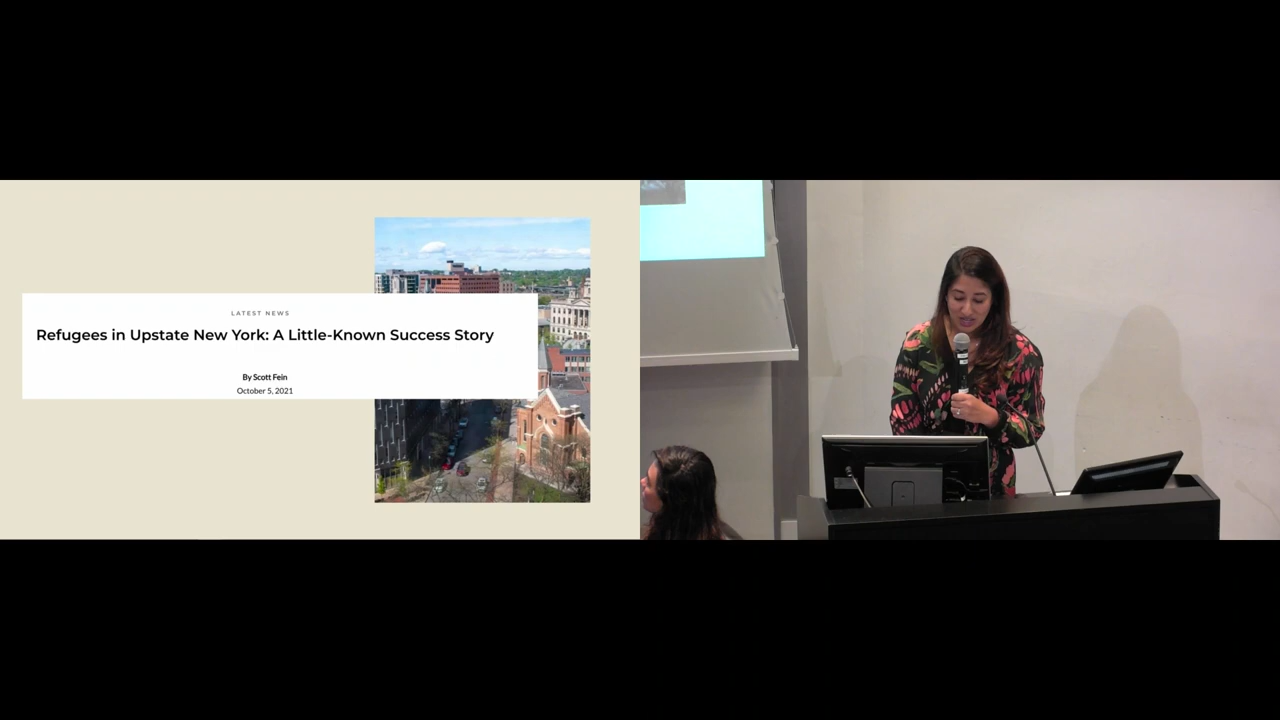 LATEST NEWS
Refugees in Upstate New York: A Little-Known Success Story
By Scott Fein
October 5, 2021